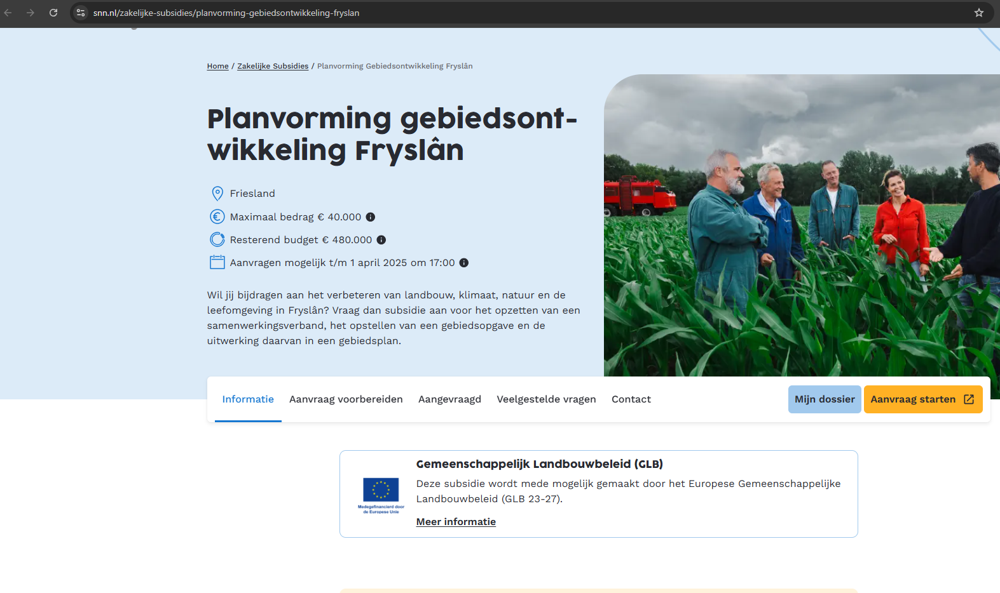 snn.nl/zakelijke-subsidies/planvorming-gebiedsontwikkeling-fryslan
Home / Zakelijke Subsidies / Planvorming Gebiedsontwikkeling Fryslân
Planvorming gebiedsont-
wikkeling Fryslân
Friesland
Maximaal bedrag € 40.000
Resterend budget € 480.000
Aanvragen mogelijk t/m 1 april 2025 om 17:00
Wil jij bijdragen aan het verbeteren van landbouw, klimaat, natuur en de
leefomgeving in Fryslân? Vraag dan subsidie aan voor het opzetten van een
samenwerkingsverband, het opstellen van een gebiedsopgave en de
uitwerking daarvan in een gebiedsplan.
Informatie Aanvraag voorbereiden Aangevraagd Veelgestelde vragen Contact Mijn dossier Aanvraag starten
Gemeenschappelijk Landbouwbeleid (GLB)
Deze subsidie wordt mede mogelijk gemaakt door het Europese Gemeenschappelijke
Landbouwbeleid (GLB 23-27).
Medegefinancierd door
de Europese Unie
Meer informatie